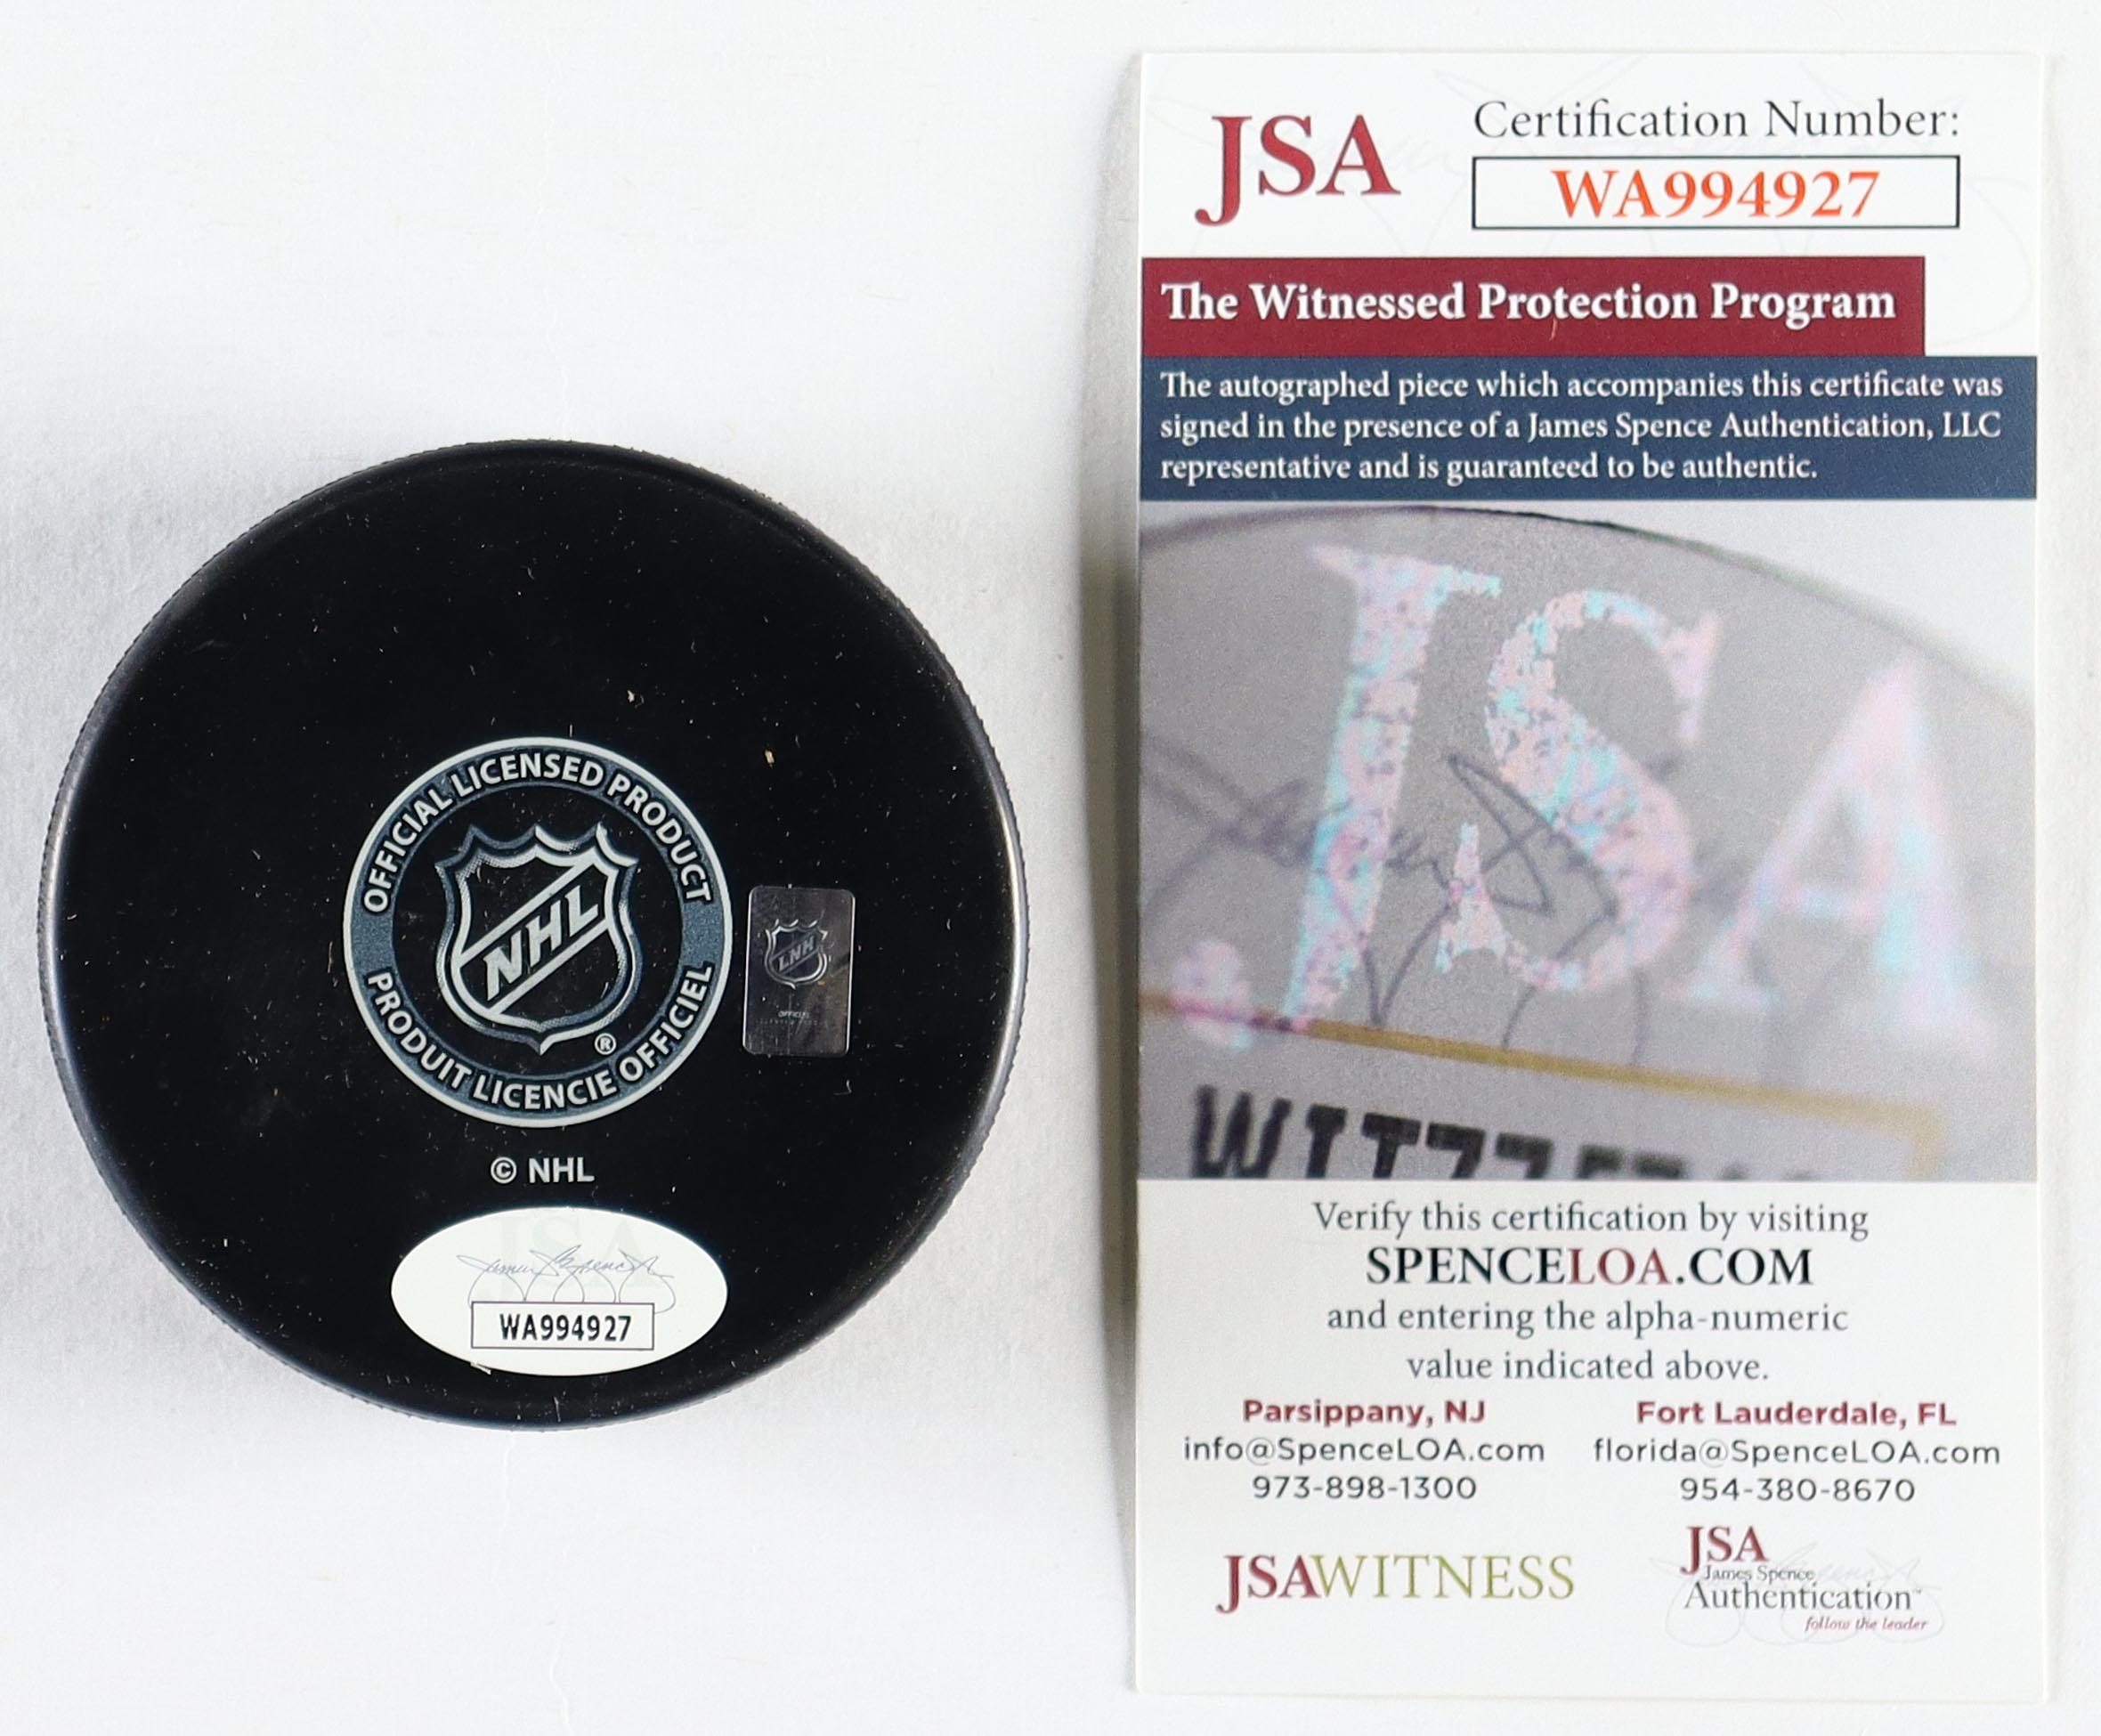 OFFICIAL LICENSED PRODUCT
NHL
®
PRODUIT LICENCIE OFFICIEL
LNH
© NHL
James Spence
WA994927
JSA
Certification Number:
WA994927
The Witnessed Protection Program
The autographed piece which accompanies this certificate was
signed in the presence of a James Spence Authentication, LLC
representative and is guaranteed to be authentic.
JSA
Verify this certification by visiting
SPENCELOA.COM
and entering the alpha-numeric
value indicated above.
Parsippany, NJ
info@SpenceLOA.com
973-898-1300
Fort Lauderdale, FL
florida@SpenceLOA.com
954-380-8670
JSAWITNESS
JSA
James Spence
Authentication™
follow the leader